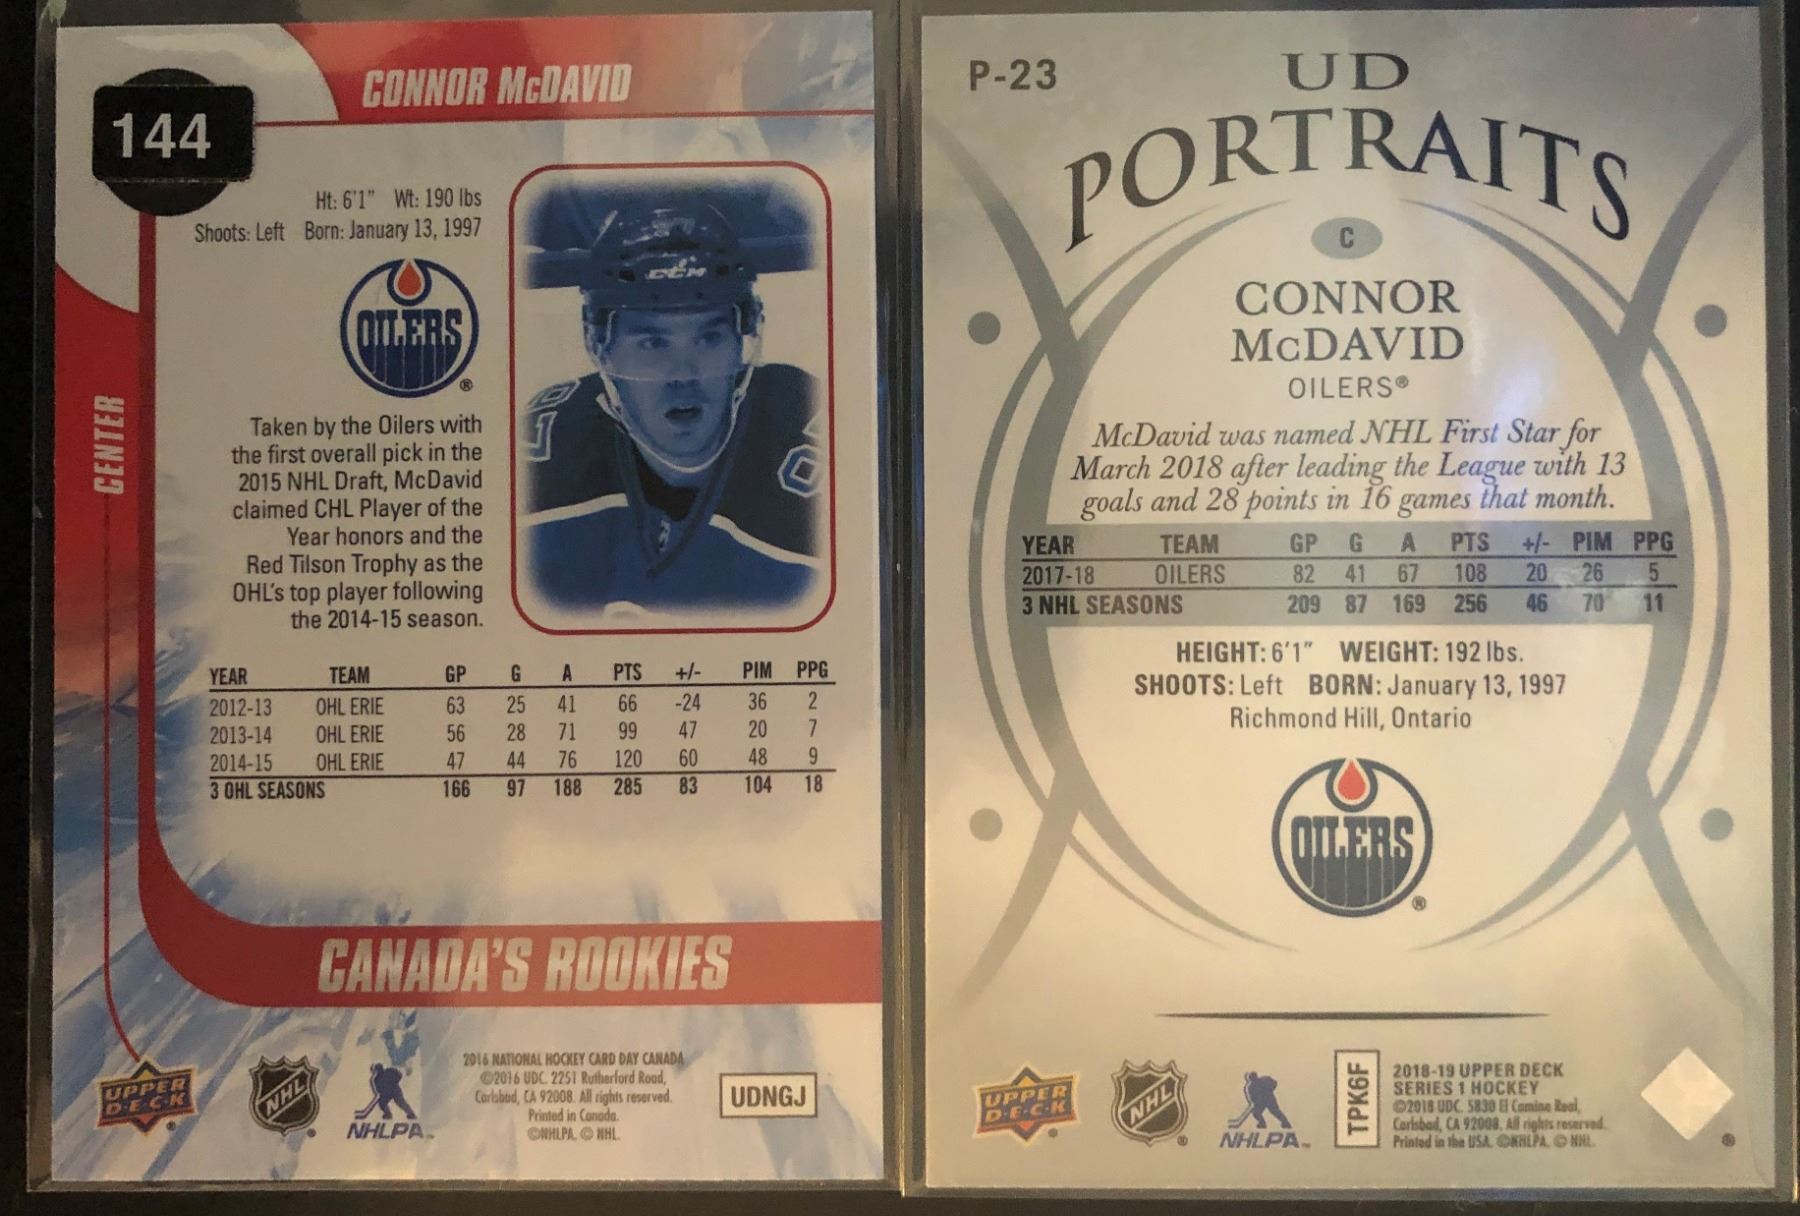 144
CONNOR McDAVID
Ht: 6'1" Wt: 190 lbs
Shoots: Left Born: January 13, 1997
OILERS
®
CCM
CENTER
Taken by the Oilers with
the first overall pick in the
2015 NHL Draft, McDavid
claimed CHL Player of the
Year honors and the
Red Tilson Trophy as the
OHL's top player following
the 2014-15 season.
YEAR TEAM GP G A PTS +/- PIM PPG
2012-13 OHL ERIE 63 25 41 66 -24 36 2
2013-14 OHL ERIE 56 28 71 99 47 20 7
2014-15 OHL ERIE 47 44 76 120 60 48 9
3 OHL SEASONS 166 97 188 285 83 104 18
CANADA'S ROOKIES
UPPER
D·E·C·K
NHL
NHLPA
2016 NATIONAL HOCKEY CARD DAY CANADA
©2016 UDC. 2251 Rutherford Road,
Carlsbad, CA 92008. All rights reserved.
Printed in Canada.
©NHLPA. © NHL.
UDNGJ
P-23
UD
PORTRAITS
C
CONNOR
McDAVID
OILERS®
McDavid was named NHL First Star for
March 2018 after leading the League with 13
goals and 28 points in 16 games that month.
YEAR TEAM GP G A PTS +/- PIM PPG
2017-18 OILERS 82 41 67 108 20 26 5
3 NHL SEASONS 209 87 169 256 46 70 11
HEIGHT: 6'1" WEIGHT: 192 lbs.
SHOOTS: Left BORN: January 13, 1997
Richmond Hill, Ontario
OILERS
®
UPPER
D·E·C·K
NHL
NHLPA
TPK6F
2018-19 UPPER DECK
SERIES 1 HOCKEY
©2018 UDC. 5830 El Camino Real,
Carlsbad, CA 92008. All rights reserved.
Printed in the USA. ©NHLPA. © NHL.